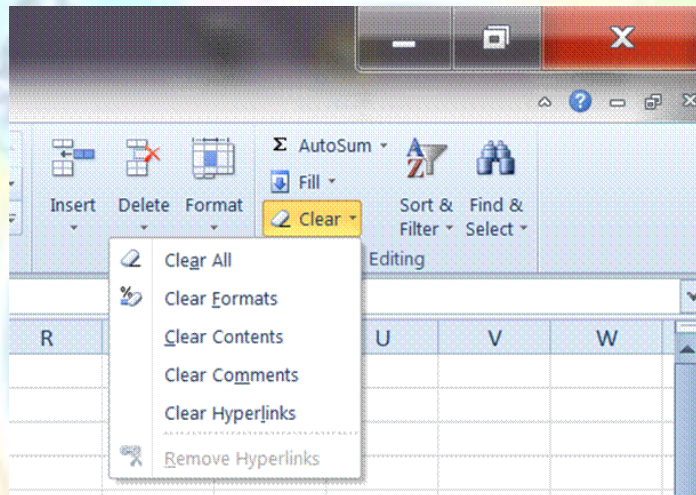 Σ AutoSum
Fill
Insert Delete Format
Clear
Sort & Filter
Find & Select
Editing
Clear All
Clear Formats
Clear Contents
Clear Comments
Clear Hyperlinks
Remove Hyperlinks
R U V W